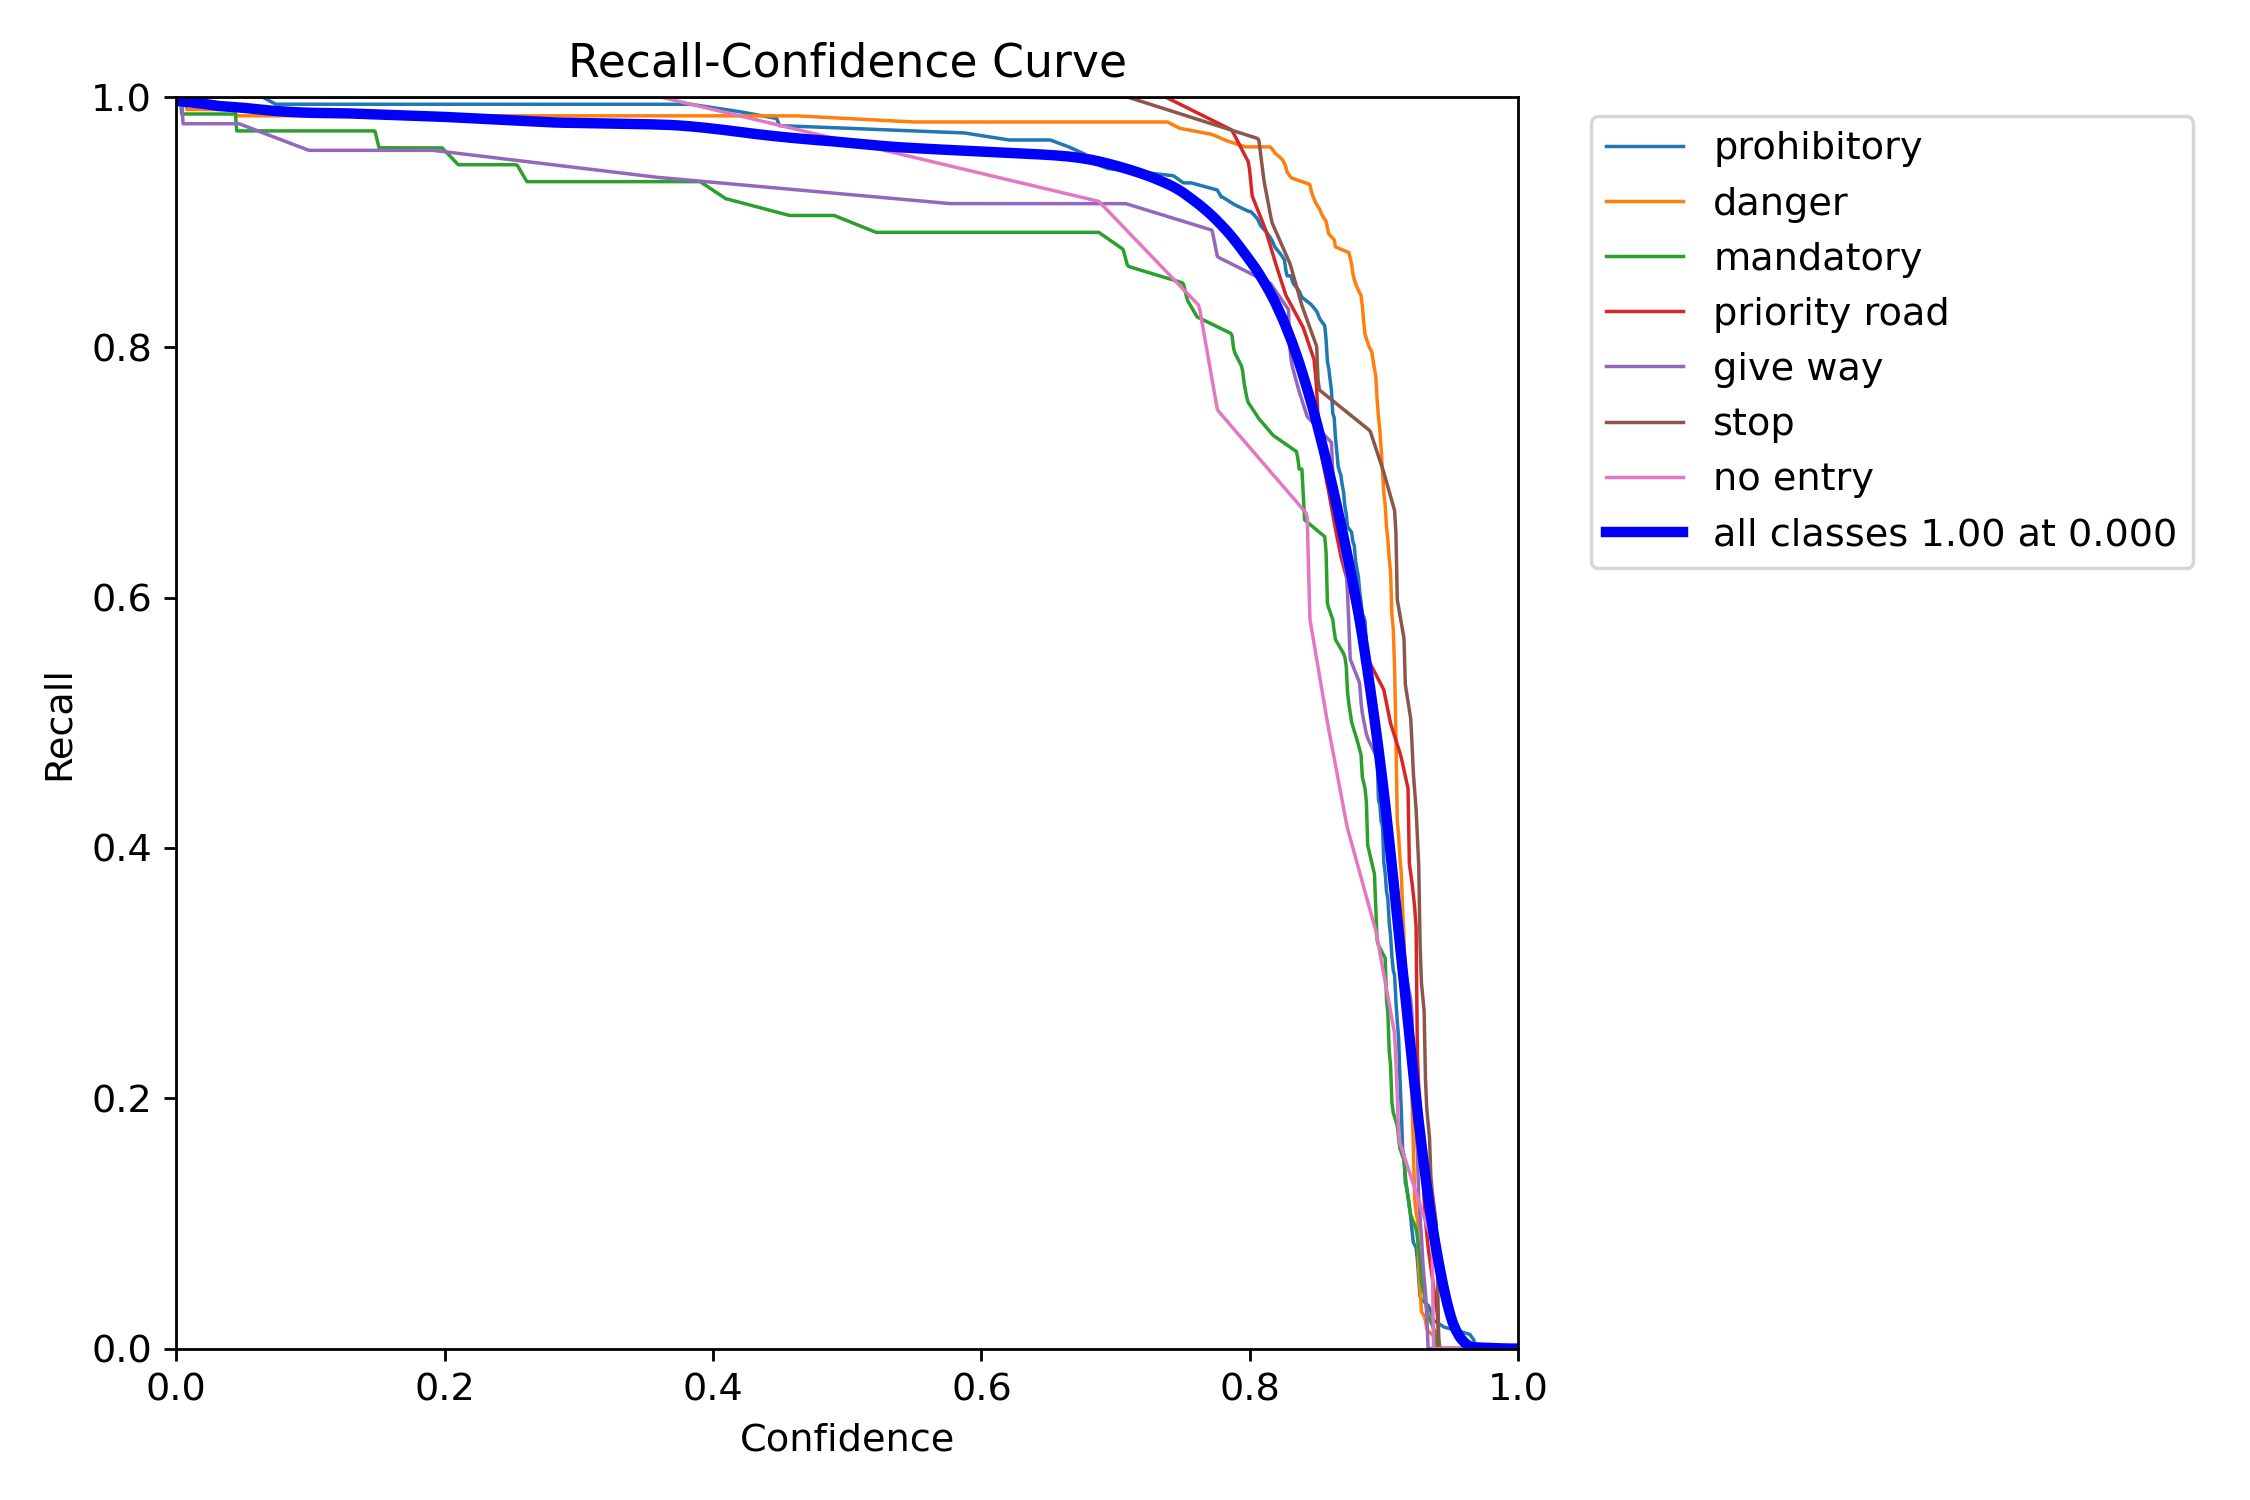 Recall-Confidence Curve
1.0
0.8
0.6
0.4
0.2
0.0
Recall
0.0 0.2 0.4 0.6 0.8 1.0
Confidence
prohibitory
danger
mandatory
priority road
give way
stop
no entry
all classes 1.00 at 0.000